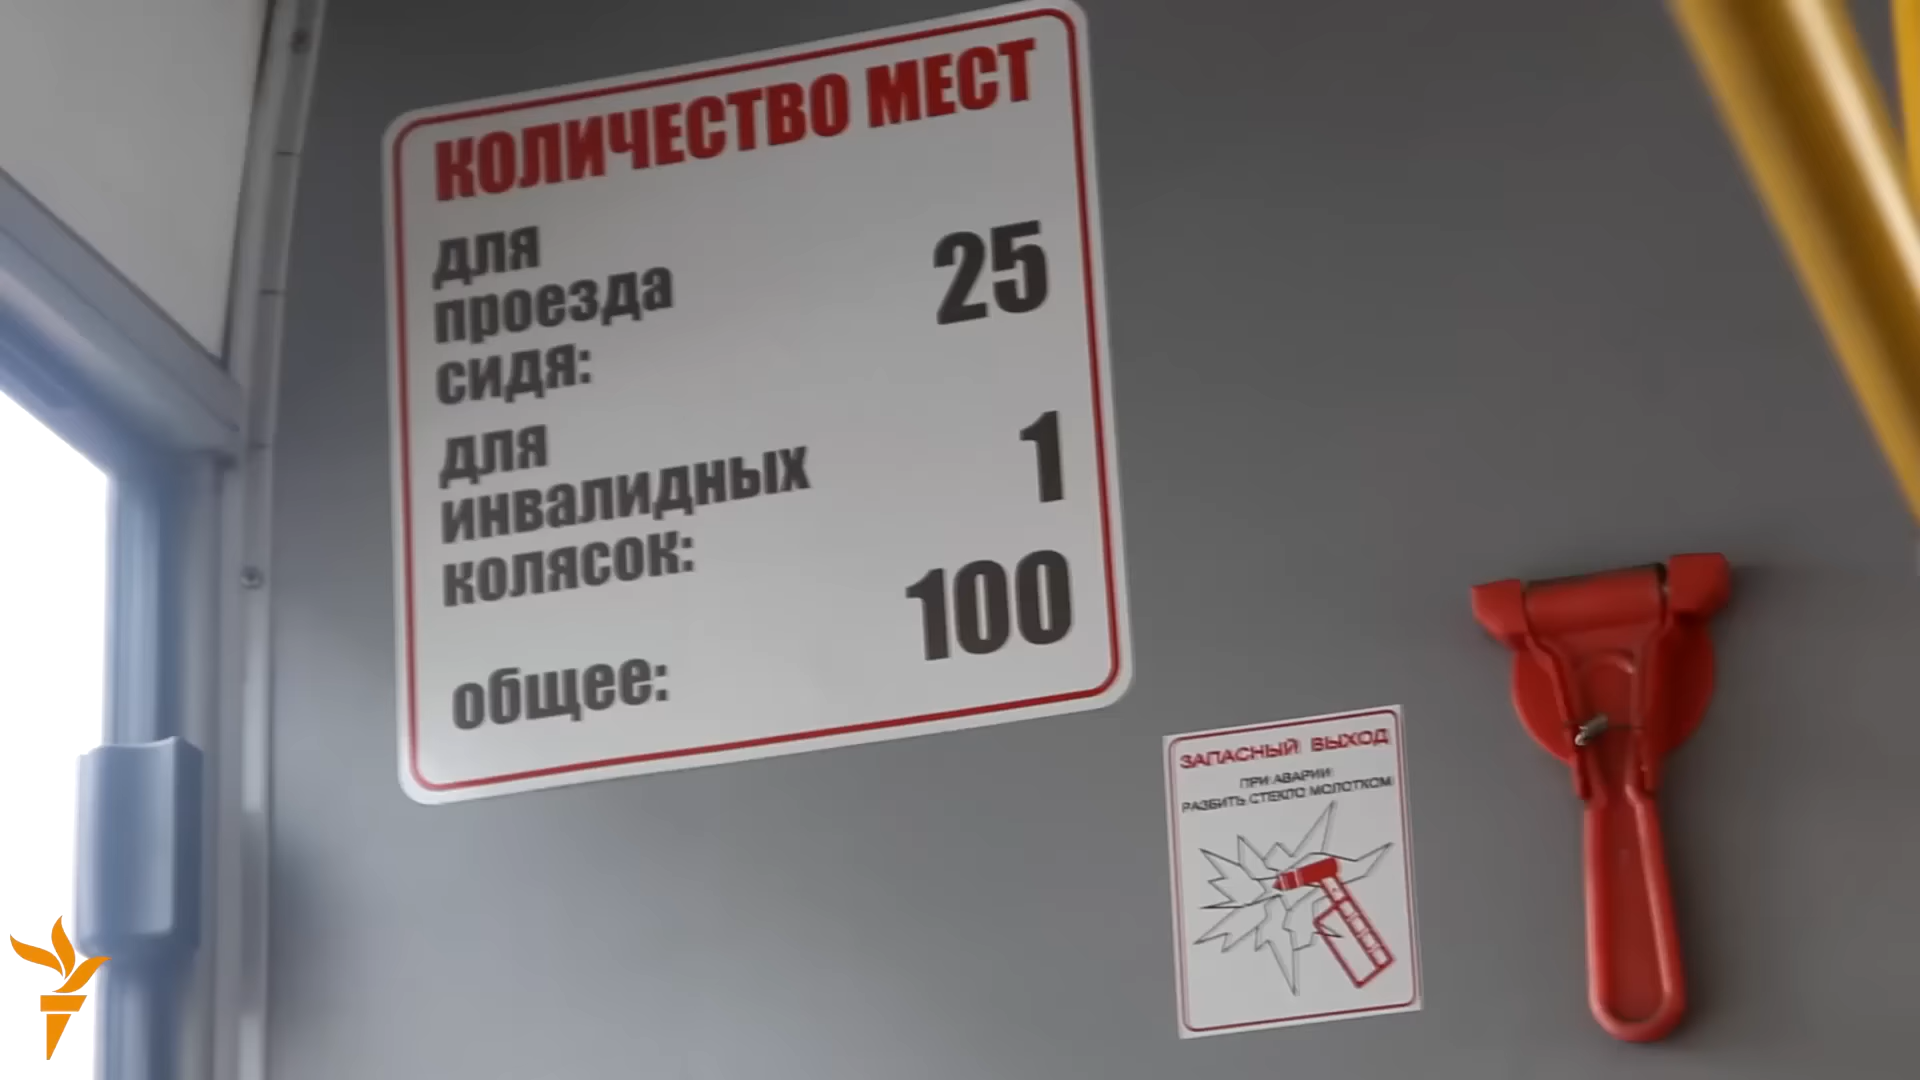 КОЛИЧЕСТВО МЕСТ
для
проезда
сидя:
25
для
инвалидных
колясок:
1
общее:
100
ЗАПАСНЫЙ ВЫХОД
ПРИ АВАРИИ
РАЗБИТЬ СТЕКЛО МОЛОТКОМ